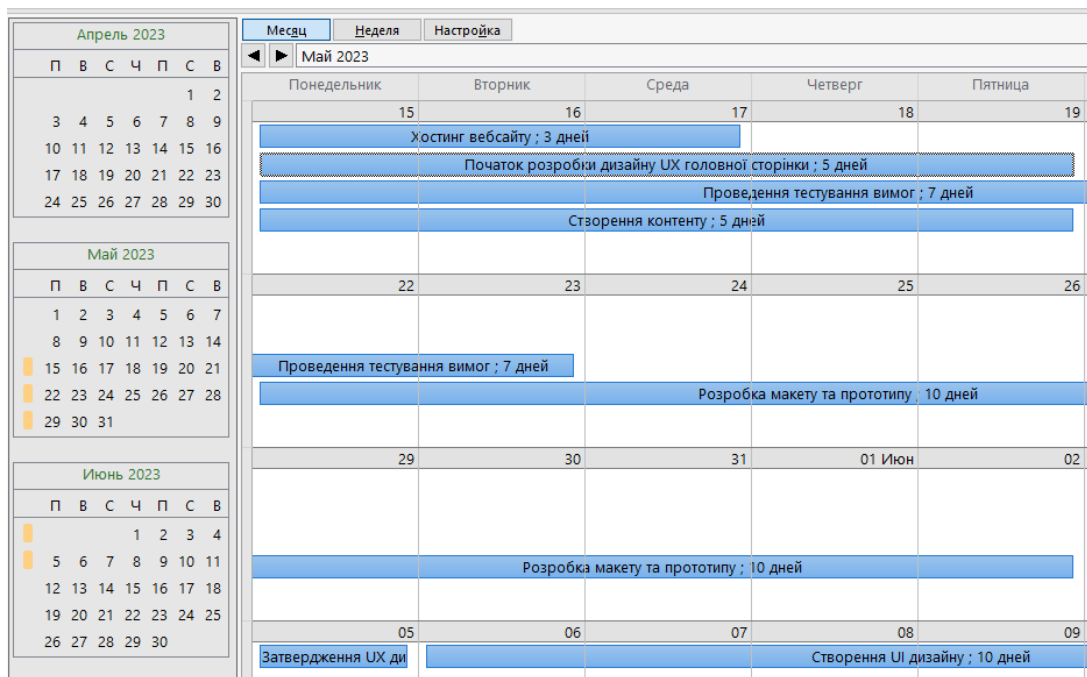 Апрель 2023
П В С Ч П С В
1 2
3 4 5 6 7 8 9
10 11 12 13 14 15 16
17 18 19 20 21 22 23
24 25 26 27 28 29 30
Май 2023
П В С Ч П С В
1 2 3 4 5 6 7
8 9 10 11 12 13 14
15 16 17 18 19 20 21
22 23 24 25 26 27 28
29 30 31
Июнь 2023
П В С Ч П С В
1 2 3 4
5 6 7 8 9 10 11
12 13 14 15 16 17 18
19 20 21 22 23 24 25
26 27 28 29 30
Месяц Неделя Настройка
Май 2023
Понедельник Вторник Среда Четверг Пятница
15 16 17 18 19
Хостинг вебсайту ; 3 дней
Початок розробки дизайну UX головної сторінки ; 5 дней
Проведення тестування вимог ; 7 дней
Створення контенту ; 5 дней
22 23 24 25 26
Проведення тестування вимог ; 7 дней
Розробка макету та прототипу ; 10 дней
29 30 31 01 Июн 02
Розробка макету та прототипу ; 10 дней
05 06 07 08 09
Затвердження UX ди Створення UI дизайну ; 10 дней